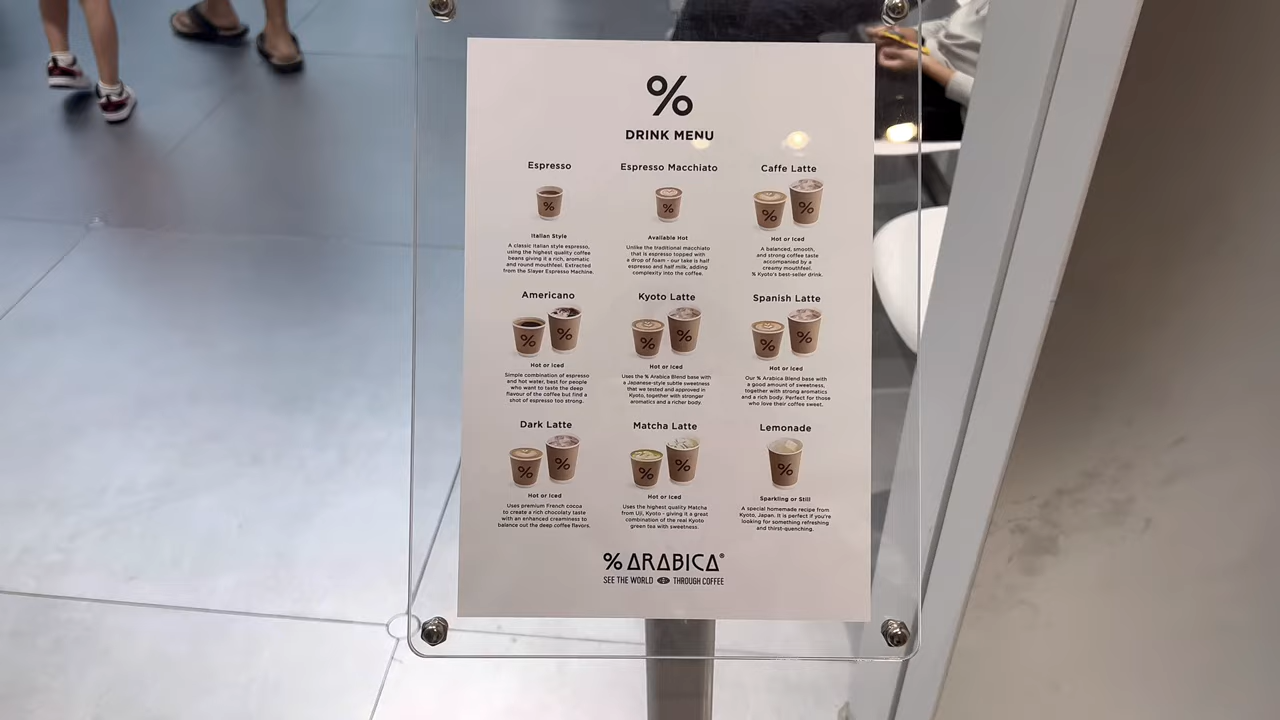 %
DRINK MENU
Espresso
%
Italian Style
A classic Italian style espresso,
using the highest quality coffee
beans giving it a rich, aromatic
and round mouthfeel. Extracted
from the Slayer Espresso Machine.
Espresso Macchiato
%
Available Hot
Unlike the traditional macchiato
that is espresso topped with
a drop of foam - our take is half
espresso and half milk, adding
complexity into the coffee.
Caffe Latte
% %
Hot or Iced
A balanced, smooth,
and strong coffee taste
accompanied by a
creamy mouthfeel.
% Kyoto's best-seller drink.
Americano
% %
Hot or Iced
Simple combination of espresso
and hot water, best for people
who want to taste the deep
flavour of the coffee but find a
shot of espresso too strong.
Kyoto Latte
% %
Hot or Iced
Uses the % Arabica Blend base with
a Japanese-style subtle sweetness
that we tested and approved in
Kyoto, together with stronger
aromatics and a richer body.
Spanish Latte
% %
Hot or Iced
Our % Arabica Blend base with
a good amount of sweetness,
together with strong aromatics
and a rich body. Perfect for those
who love their coffee sweet.
Dark Latte
% %
Hot or Iced
Uses premium French cocoa
to create a rich chocolaty taste
with an enhanced creaminess to
balance out the deep coffee flavors.
Matcha Latte
% %
Hot or Iced
Uses the highest quality Matcha
from Uji, Kyoto - giving it a great
combination of the real Kyoto
green tea with sweetness.
Lemonade
%
Sparkling or Still
A special homemade recipe from
Kyoto, Japan. It is perfect if you're
looking for something refreshing
and thirst-quenching.
% ARABICA®
SEE THE WORLD THROUGH COFFEE